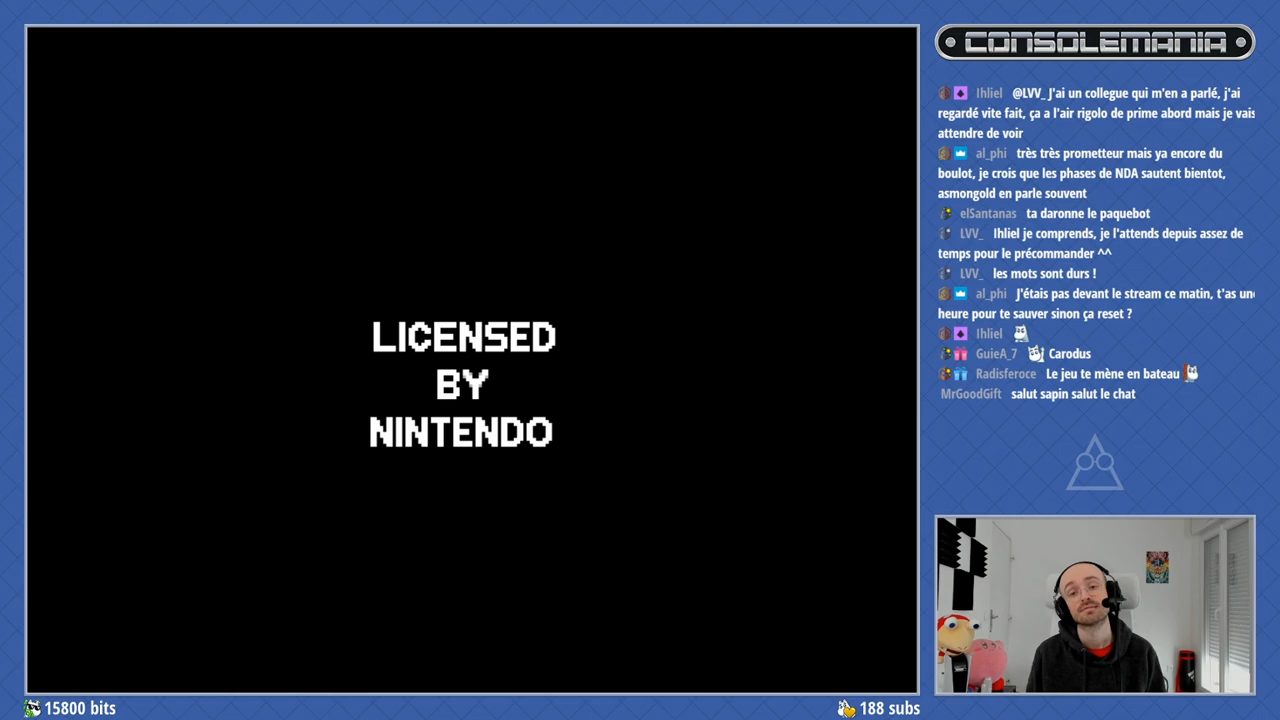 CONSOLEMANIA
Ihliel @LVV_ J'ai un collegue qui m'en a parlé, j'ai
regardé vite fait, ça a l'air rigolo de prime abord mais je vais
attendre de voir
al_phi très très prometteur mais ya encore du
boulot, je crois que les phases de NDA sautent bientot,
asmongold en parle souvent
elSantanas ta daronne le paquebot
LVV_ Ihliel je comprends, je l'attends depuis assez de
temps pour le précommander ^^
LVV_ les mots sont durs !
al_phi J'étais pas devant le stream ce matin, t'as une
heure pour te sauver sinon ça reset ?
Ihliel
GuieA_7 Carodus
Radisferoce Le jeu te mène en bateau
MrGoodGift salut sapin salut le chat
LICENSED
BY
NINTENDO
15800 bits
188 subs